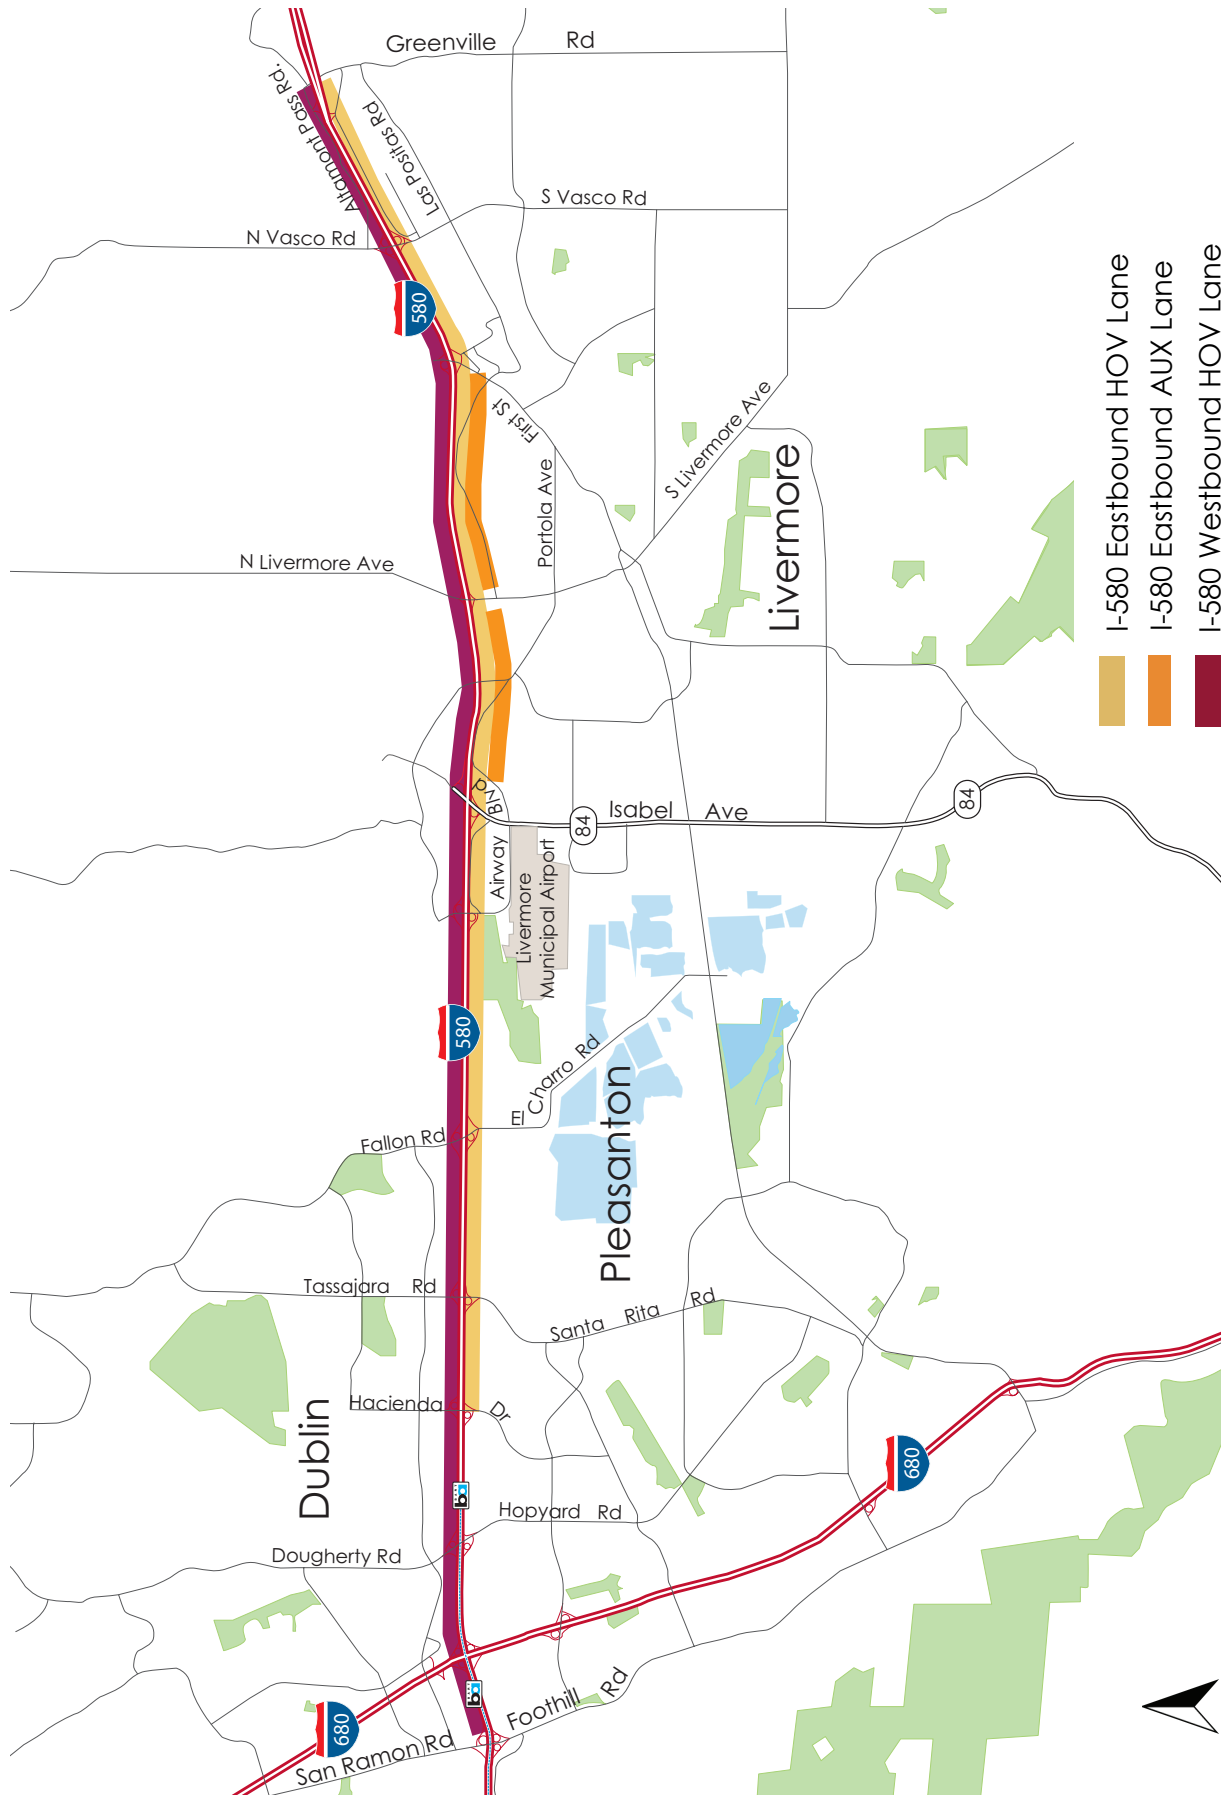 Greenville Rd
Altamont Pass Rd.
Las Positas Rd
S Vasco Rd
N Vasco Rd
580
First St
Portola Ave
S Livermore Ave
N Livermore Ave
Livermore
Airway Blvd
84
Isabel Ave
84
Livermore
Municipal Airport
580
El Charro Rd
Fallon Rd
Pleasanton
Tassajara Rd
Santa Rita Rd
Hacienda Dr
Dublin
Hopyard Rd
Dougherty Rd
680
680
San Ramon Rd
Foothill Rd
I-580 Eastbound HOV Lane
I-580 Eastbound AUX Lane
I-580 Westbound HOV Lane